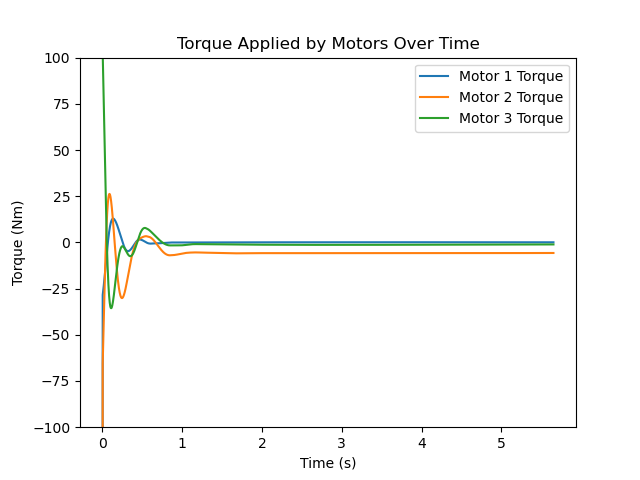 Torque Applied by Motors Over Time
Motor 1 Torque
Motor 2 Torque
Motor 3 Torque
Torque (Nm)
100
75
50
25
0
−25
−50
−75
−100
0 1 2 3 4 5
Time (s)